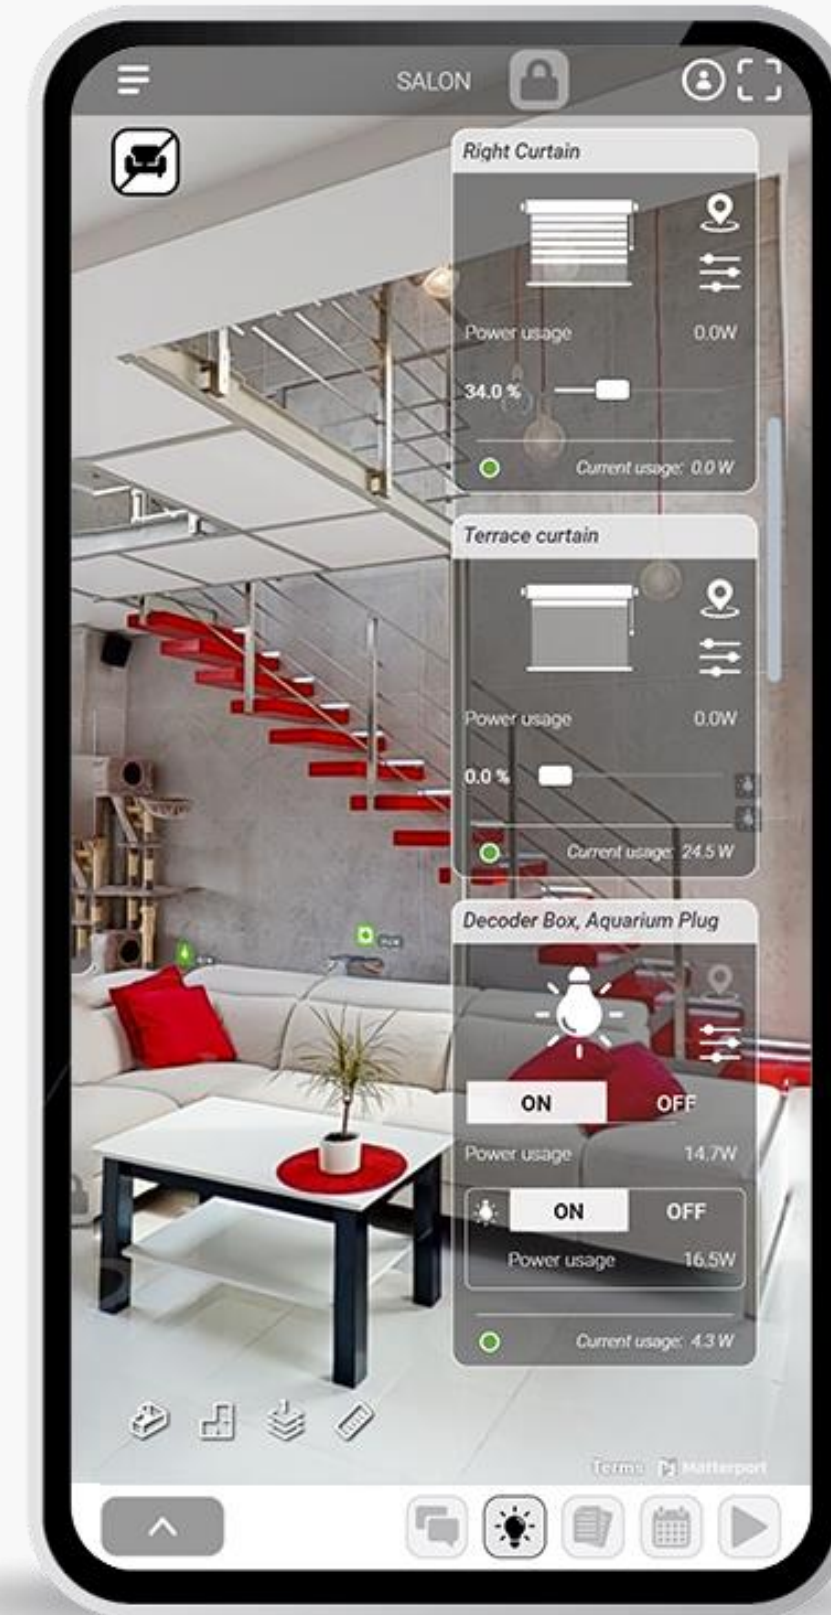 SALON
Right Curtain
Power usage 0.0W
34.0 %
Current usage: 0.0 W
Terrace curtain
Power usage 0.0W
0.0 %
Current usage: 24.5 W
Decoder Box, Aquarium Plug
ON OFF
Power usage 14.7W
ON OFF
Power usage 16.5W
Current usage: 4.3 W
Terms Matterport